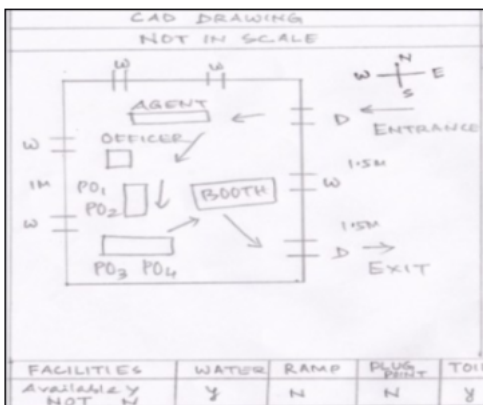 CAD DRAWING
NOT IN SCALE
W W
N
W E
S
AGENT
D
ENTRANCE
OFFICER
W
1.5M
1M
PO1
BOOTH
W
PO2
W
1.5M
D
EXIT
PO3 PO4
FACILITIES WATER RAMP PLUG POINT TOI
Available Y Y N N Y
NOT N